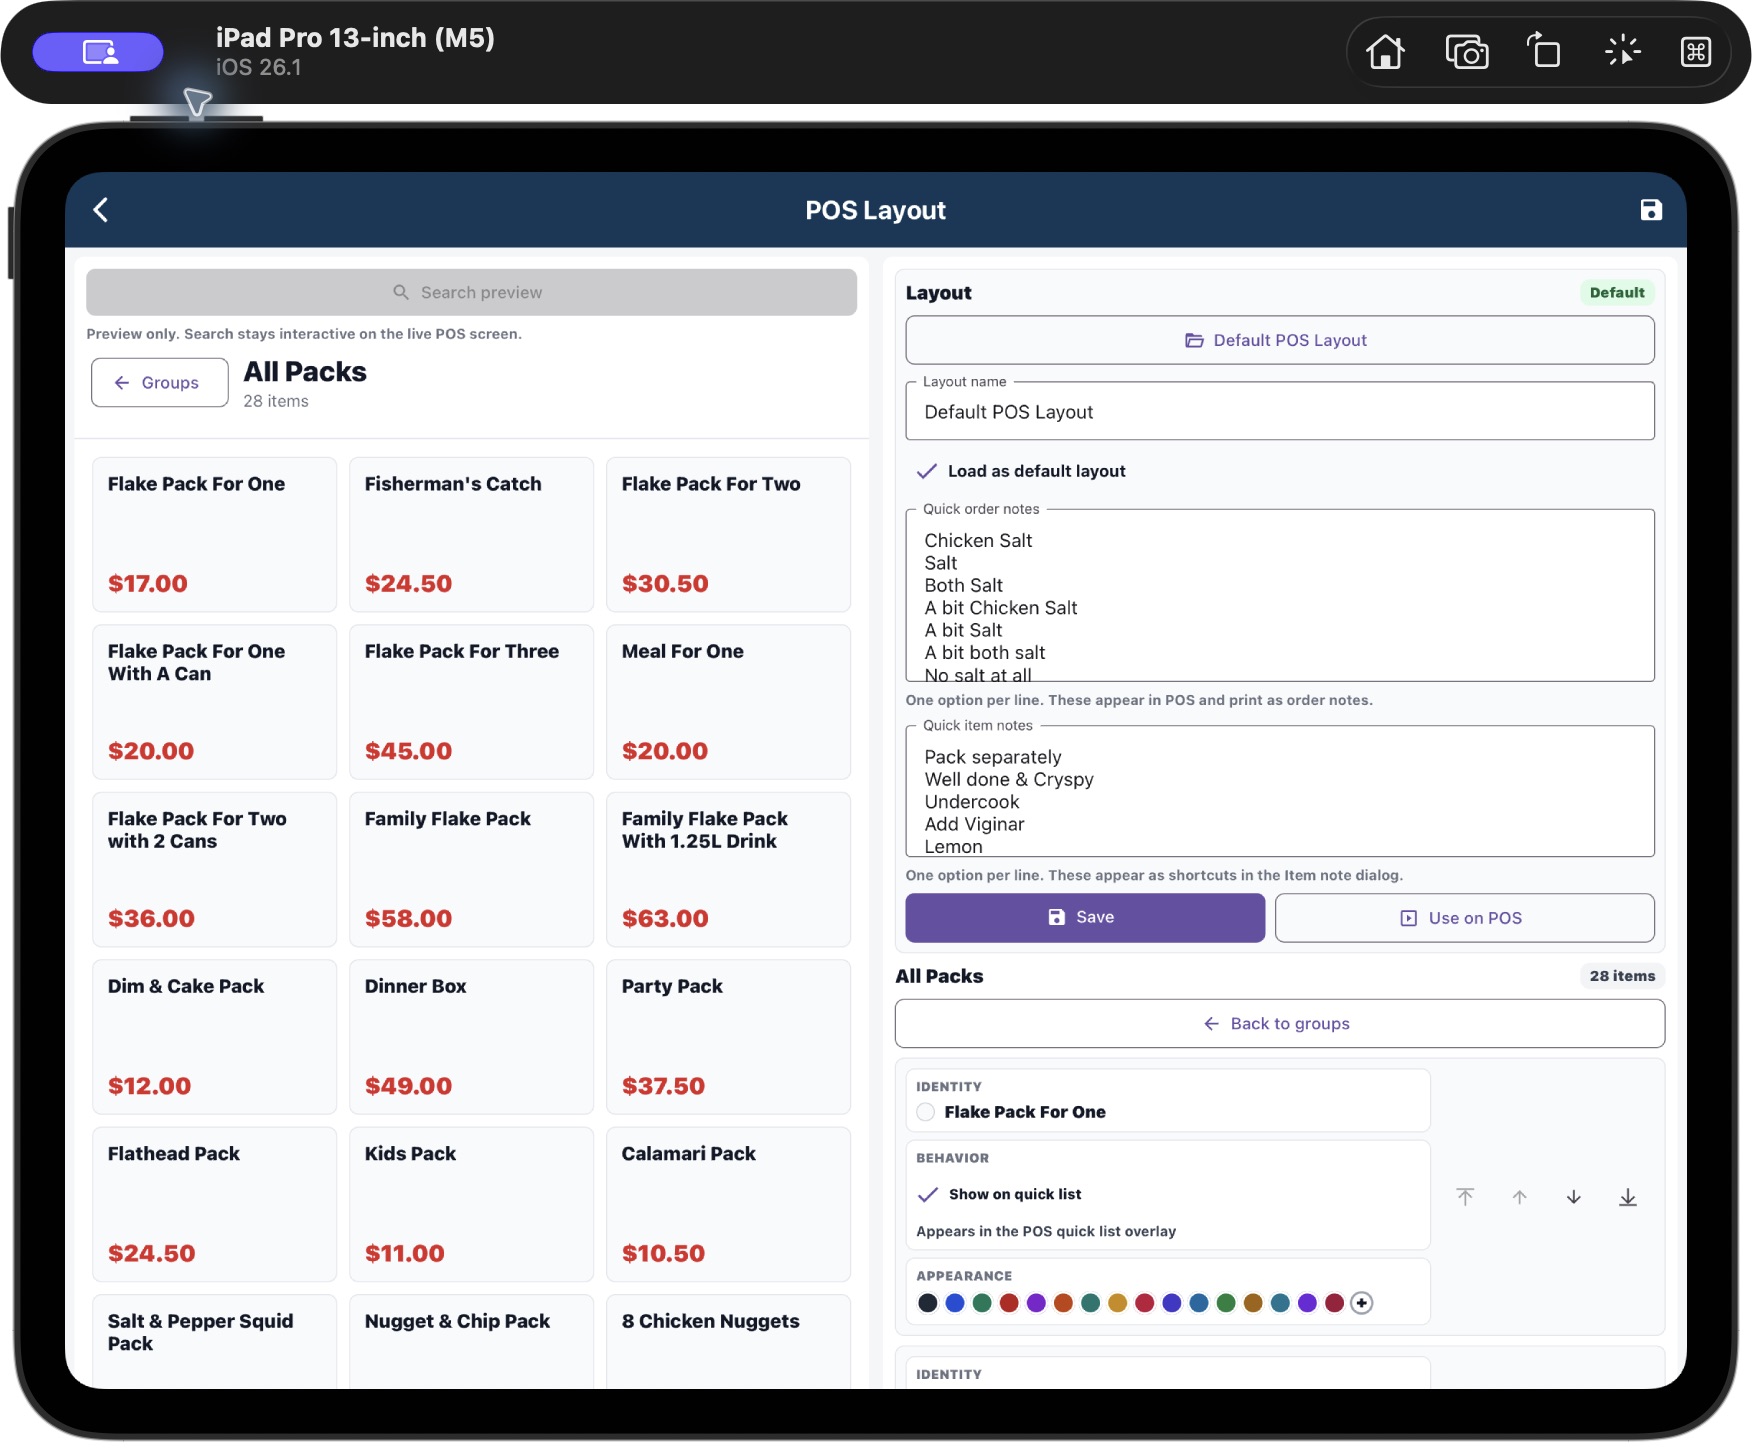 iPad Pro 13-inch (M5)
iOS 26.1
POS Layout
Search preview
Preview only. Search stays interactive on the live POS screen.
Groups
All Packs
28 items
Flake Pack For One
$17.00
Fisherman's Catch
$24.50
Flake Pack For Two
$30.50
Flake Pack For One
With A Can
$20.00
Flake Pack For Three
$45.00
Meal For One
$20.00
Flake Pack For Two
with 2 Cans
$36.00
Family Flake Pack
$58.00
Family Flake Pack
With 1.25L Drink
$63.00
Dim & Cake Pack
$12.00
Dinner Box
$49.00
Party Pack
$37.50
Flathead Pack
$24.50
Kids Pack
$11.00
Calamari Pack
$10.50
Salt & Pepper Squid
Pack
Nugget & Chip Pack
8 Chicken Nuggets
Layout
Default
Default POS Layout
Layout name
Default POS Layout
Load as default layout
Quick order notes
Chicken Salt
Salt
Both Salt
A bit Chicken Salt
A bit Salt
A bit both salt
No salt at all
One option per line. These appear in POS and print as order notes.
Quick item notes
Pack separately
Well done & Cryspy
Undercook
Add Viginar
Lemon
One option per line. These appear as shortcuts in the Item note dialog.
Save
Use on POS
All Packs
28 items
Back to groups
IDENTITY
Flake Pack For One
BEHAVIOR
Show on quick list
Appears in the POS quick list overlay
APPEARANCE
IDENTITY